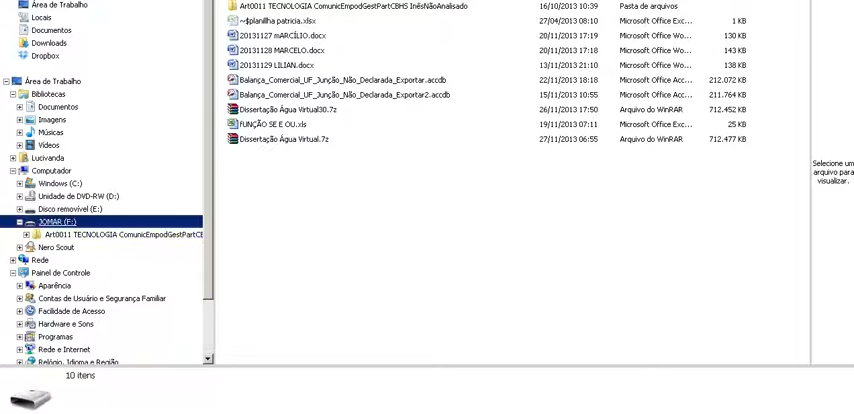 Área de Trabalho
Locais
Documentos
Downloads
Dropbox
Área de Trabalho
Bibliotecas
Documentos
Imagens
Músicas
Vídeos
Lucivanda
Computador
Windows (C:)
Unidade de DVD-RW (D:)
Disco removível (E:)
JOMAR (F:)
Art0011 TECNOLOGIA ComunicEmpodGestPartCB
Nero Scout
Rede
Painel de Controle
Aparência
Contas de Usuário e Segurança Familiar
Facilidade de Acesso
Hardware e Sons
Programas
Rede e Internet
Relógio, Idioma e Região
Art0011 TECNOLOGIA ComunicEmpodGestPartCBHS InêsNãoAnalisado 16/10/2013 10:39 Pasta de arquivos
~$planillha patricia.xlsx 27/04/2013 08:10 Microsoft Office Exc... 1 KB
20131127 mARCÍLIO.docx 20/11/2013 17:19 Microsoft Office Wo... 130 KB
20131128 MARCELO.docx 20/11/2013 17:18 Microsoft Office Wo... 143 KB
20131129 LILIAN.docx 13/11/2013 21:10 Microsoft Office Wo... 138 KB
Balança_Comercial_UF_Junção_Não_Declarada_Exportar.accdb 22/11/2013 18:18 Microsoft Office Acc... 212.072 KB
Balança_Comercial_UF_Junção_Não_Declarada_Exportar2.accdb 15/11/2013 10:55 Microsoft Office Acc... 211.764 KB
Dissertação Água Virtual30.7z 26/11/2013 17:50 Arquivo do WinRAR 712.452 KB
fUNÇÃO SE E OU.xls 19/11/2013 07:11 Microsoft Office Exc... 25 KB
Dissertação Água Virtual.7z 27/11/2013 06:55 Arquivo do WinRAR 712.477 KB
Selecione um
arquivo para
visualizar.
10 itens